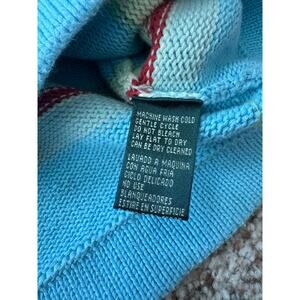 MACHINE WASH COLD
GENTLE CYCLE
DO NOT BLEACH
LAY FLAT TO DRY
CAN BE DRY CLEANED
LAVADO A MAQUINA
CON AGUA FRIA
CICLO DELICADO
NO USE
BLANQUEADORES
ESTIRE EN SUPERFICIE